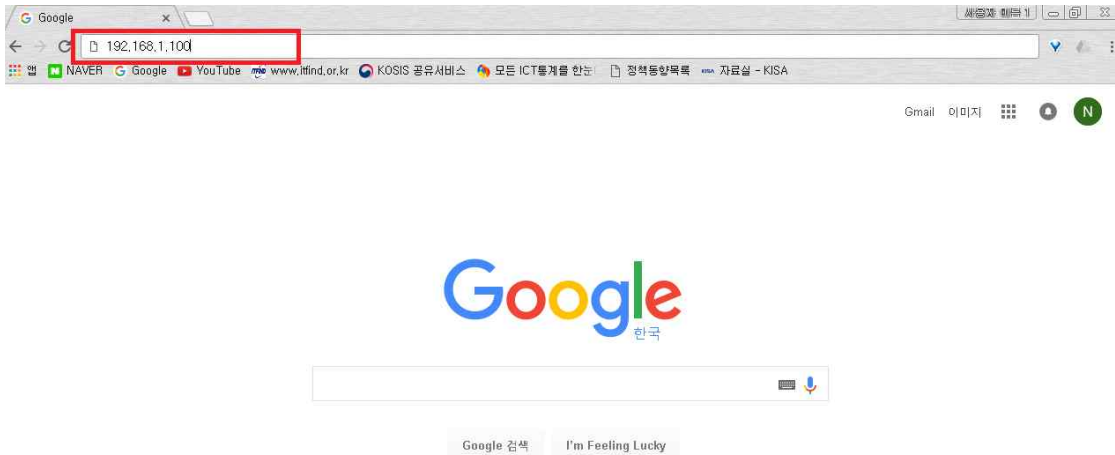 Google
192,168,1,100
앱 NAVER Google YouTube www,itfind,or,kr KOSIS 공유서비스 모든 ICT통계를 한눈 정책동향목록 자료실 - KISA
Gmail 이미지 N
Google
한국
Google 검색 I'm Feeling Lucky